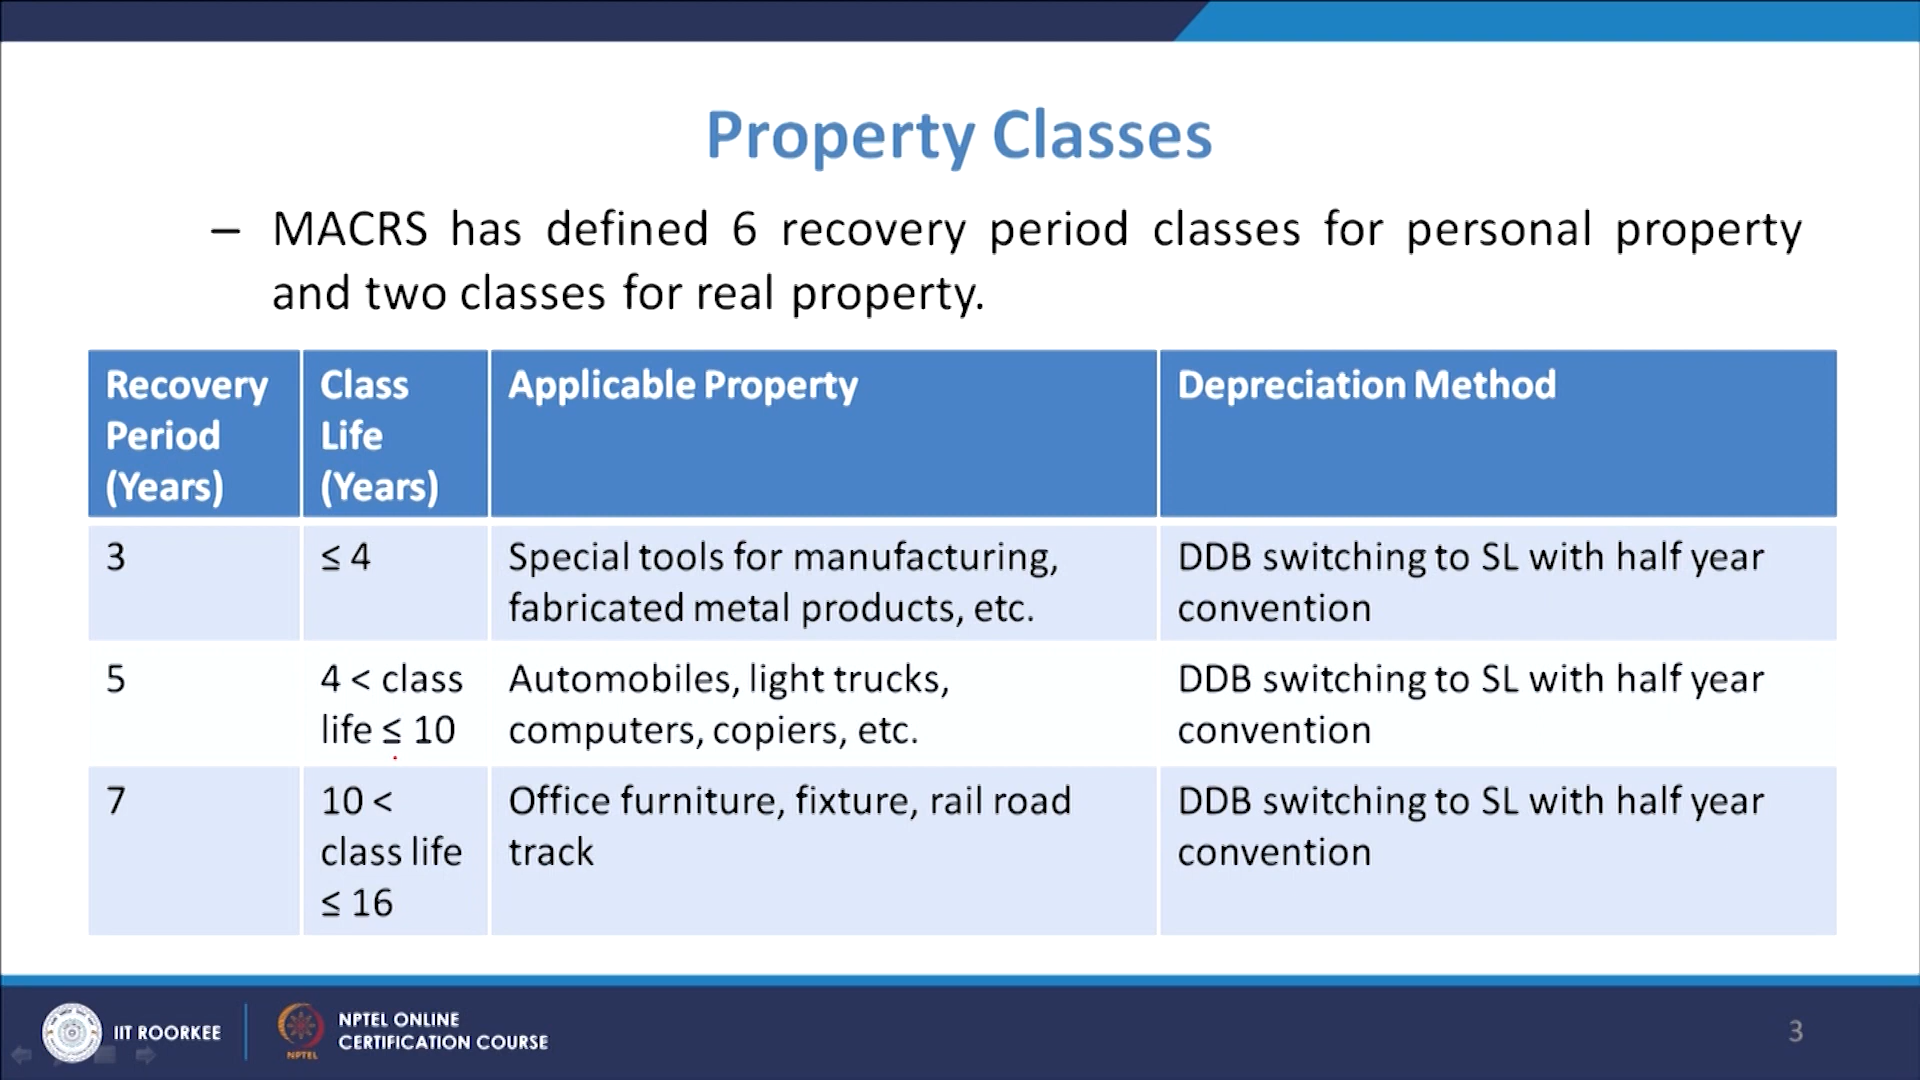 Property Classes
– MACRS has defined 6 recovery period classes for personal property
and two classes for real property.
Recovery Period (Years)
Class Life (Years)
Applicable Property
Depreciation Method
3
≤ 4
Special tools for manufacturing,
fabricated metal products, etc.
DDB switching to SL with half year
convention
5
4 < class
life ≤ 10
Automobiles, light trucks,
computers, copiers, etc.
DDB switching to SL with half year
convention
7
10 <
class life
≤ 16
Office furniture, fixture, rail road
track
DDB switching to SL with half year
convention
IIT ROORKEE
NPTEL
NPTEL ONLINE
CERTIFICATION COURSE
3